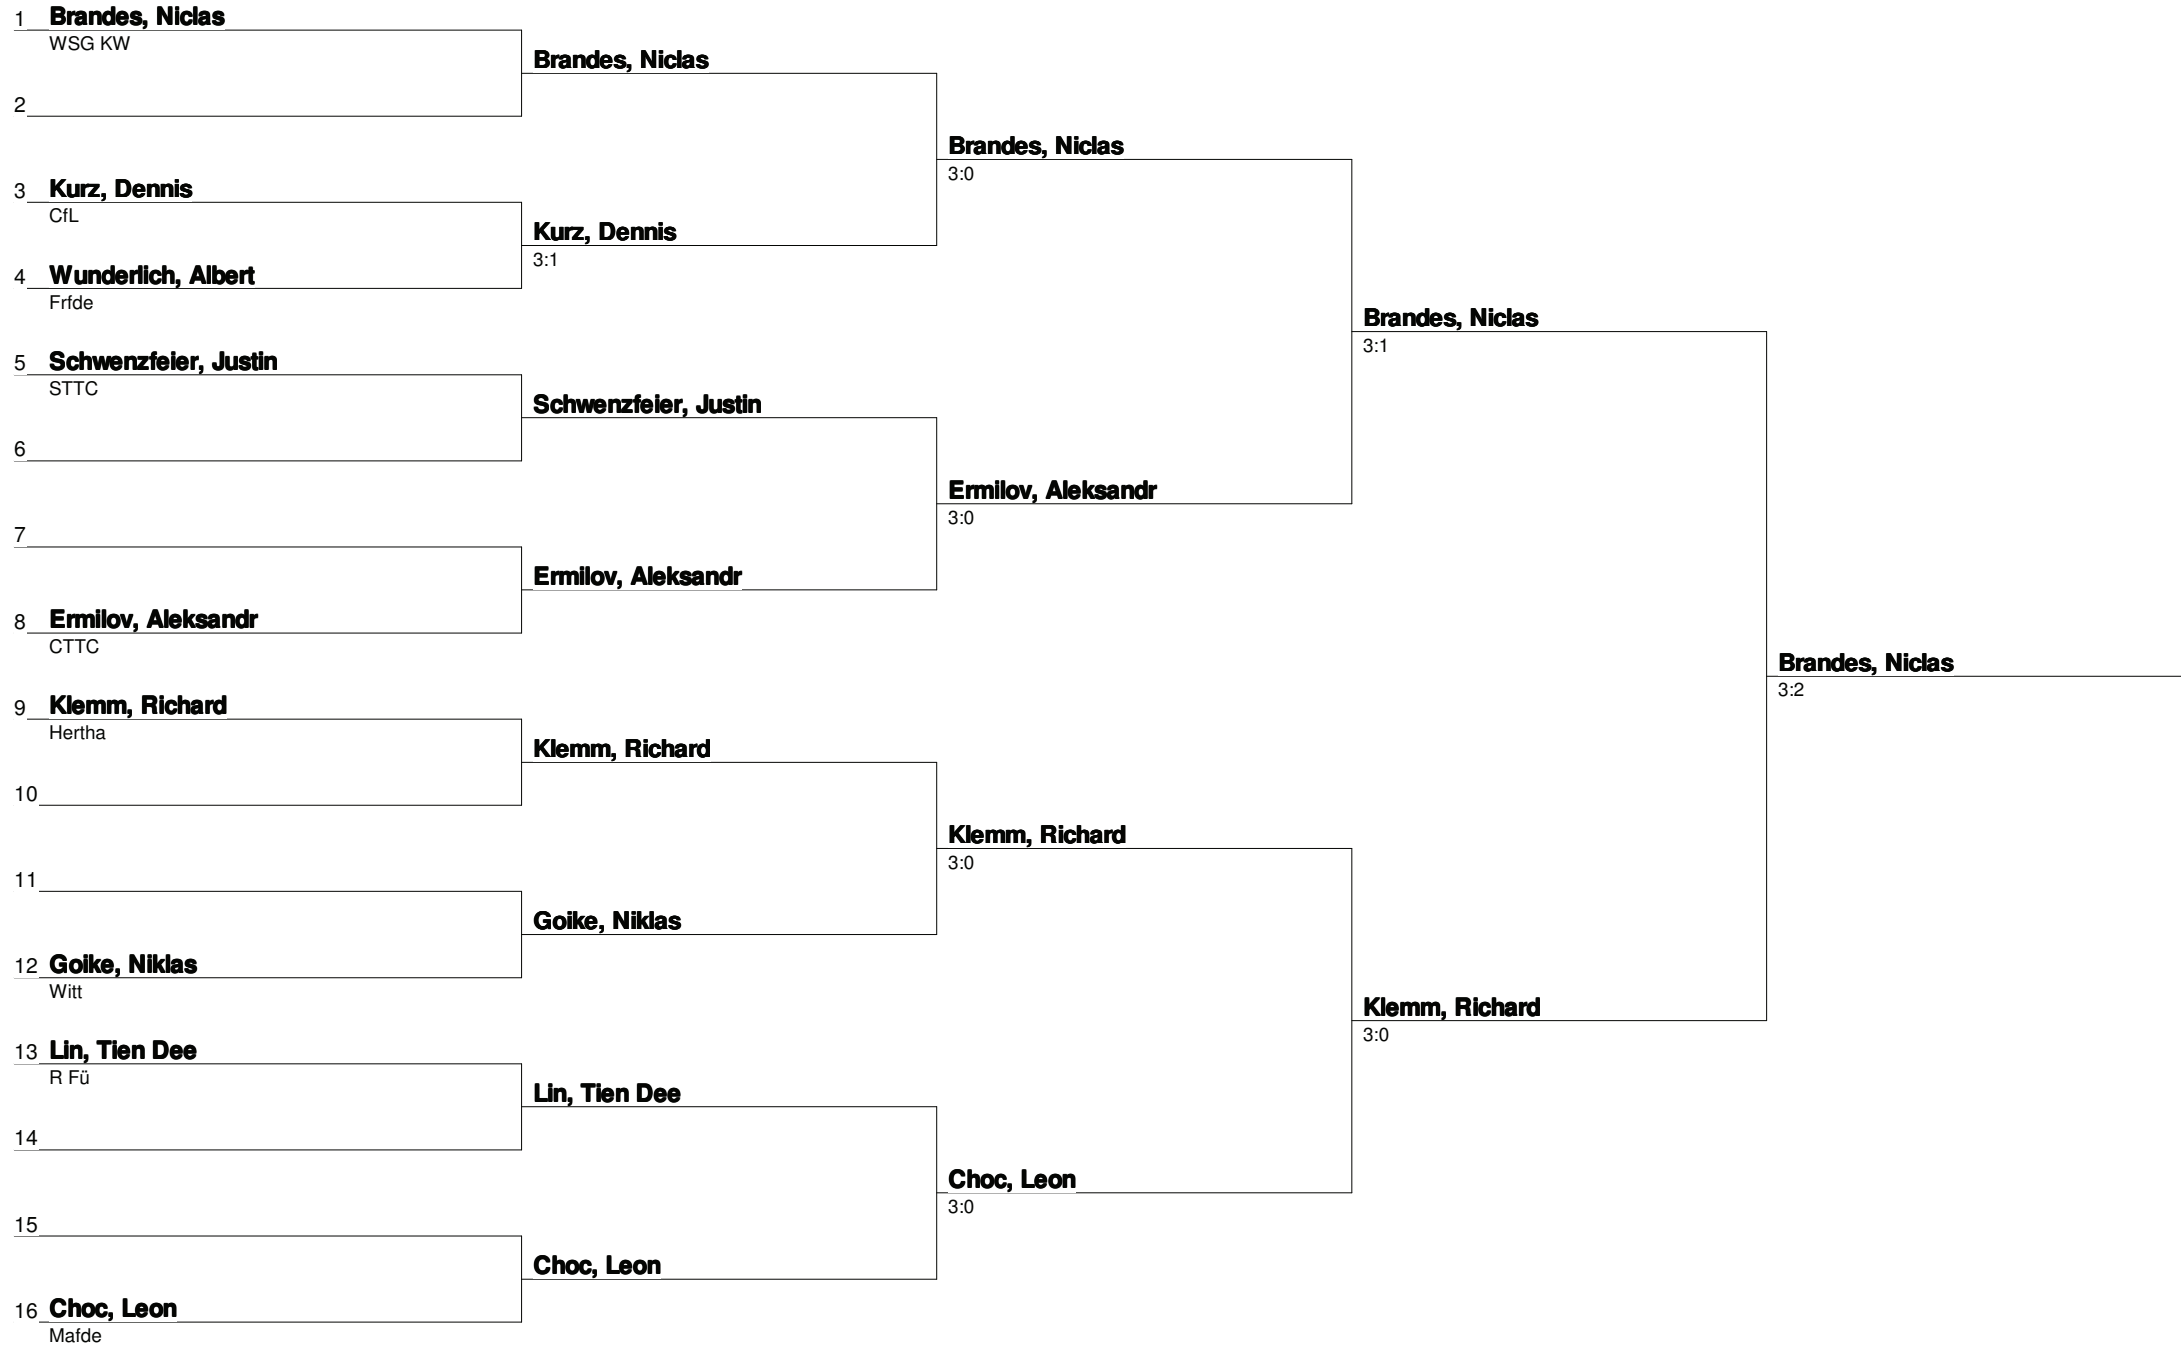 1 Brandes, Niclas
WSG KW
Brandes, Niclas
2
Brandes, Niclas
3:0
3 Kurz, Dennis
CfL
Kurz, Dennis
3:1
4 Wunderlich, Albert
Frfde
Brandes, Niclas
3:1
5 Schwenzfeier, Justin
STTC
Schwenzfeier, Justin
6
Ermilov, Aleksandr
3:0
7
Ermilov, Aleksandr
8 Ermilov, Aleksandr
CTTC
Brandes, Niclas
3:2
9 Klemm, Richard
Hertha
Klemm, Richard
10
Klemm, Richard
3:0
11
Goike, Niklas
12 Goike, Niklas
Witt
Klemm, Richard
3:0
13 Lin, Tien Dee
R Fü
Lin, Tien Dee
14
Choc, Leon
3:0
15
Choc, Leon
16 Choc, Leon
Mafde